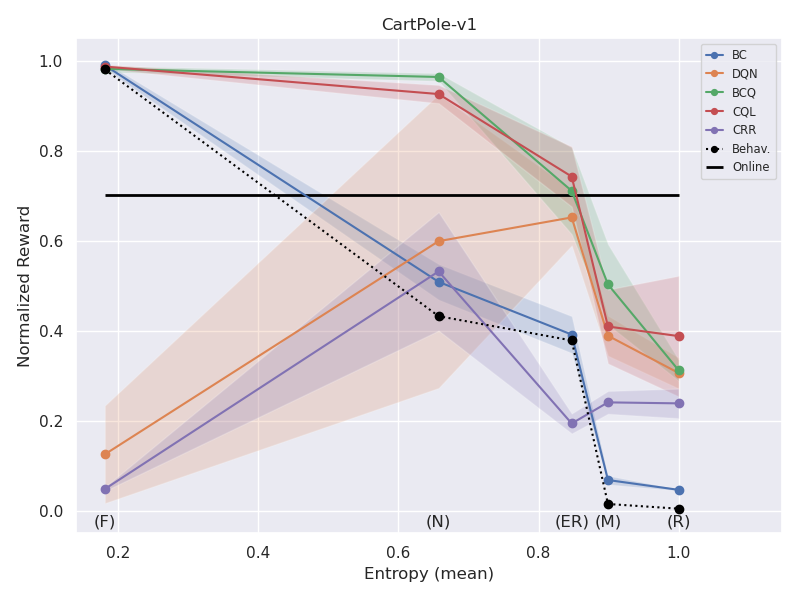 CartPole-v1
1.0
0.8
0.6
0.4
0.2
0.0
Normalized Reward
BC
DQN
BCQ
CQL
CRR
Behav.
Online
(F)
(N)
(ER)
(M)
(R)
0.2
0.4
0.6
0.8
1.0
Entropy (mean)